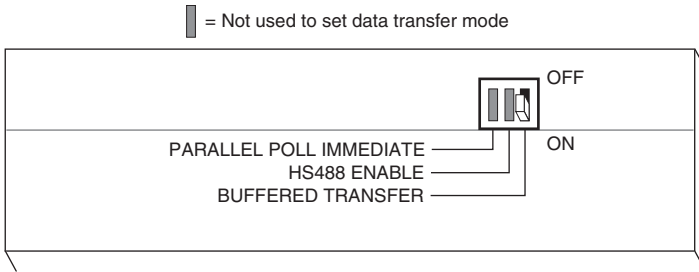 = Not used to set data transfer mode
OFF
ON
PARALLEL POLL IMMEDIATE
HS488 ENABLE
BUFFERED TRANSFER